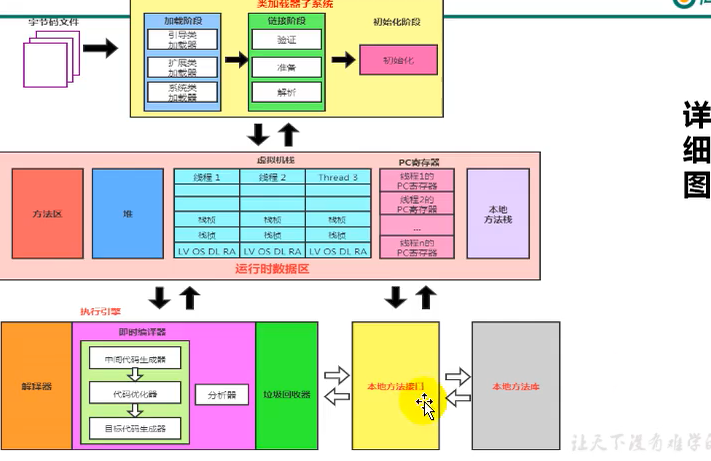 类加载器子系统
字节码文件
加载阶段
引导类
加载器
扩展类
加载器
系统类
加载器
链接阶段
验证
准备
解析
初始化阶段
初始化
详
细
图
虚拟机栈
PC寄存器
方法区
堆
线程 1
线程 2
Thread 3
栈帧
栈帧
栈帧
栈帧
栈帧
栈帧
LV OS DL RA
LV OS DL RA
LV OS DL RA
线程1的
PC寄存器
线程2的
PC寄存器
...
线程n的
PC寄存器
本地
方法栈
运行时数据区
执行引擎
解释器
即时编译器
中间代码生成器
代码优化器
目标代码生成器
分析器
垃圾回收器
本地方法接口
本地方法库
让天下没有难学的